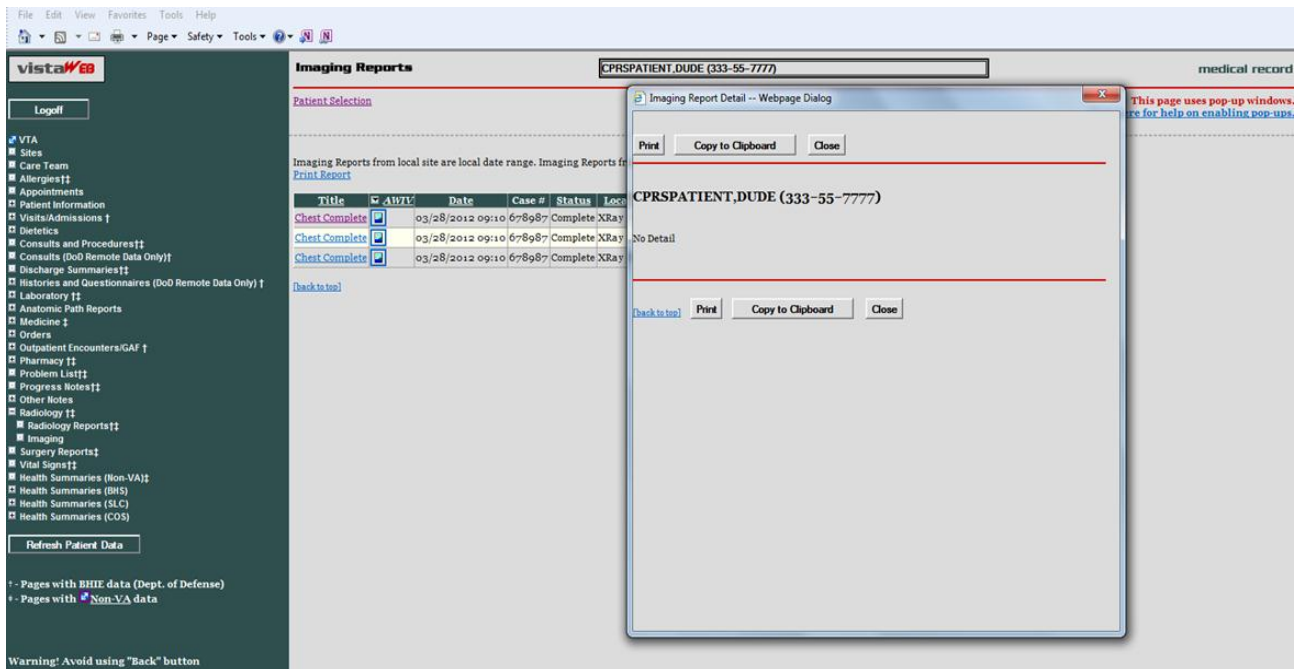 File Edit View Favorites Tools Help
Page Safety Tools
vistaWEB
Logoff
VTA
Sites
Care Team
Allergies†‡
Appointments
Patient Information
Visits/Admissions †
Dietetics
Consults and Procedures†‡
Consults (DoD Remote Data Only)†
Discharge Summaries†‡
Histories and Questionnaires (DoD Remote Data Only) †
Laboratory †‡
Anatomic Path Reports
Medicine ‡
Orders
Outpatient Encounters/GAF †
Pharmacy †‡
Problem List†‡
Progress Notes†‡
Other Notes
Radiology †‡
Radiology Reports†‡
Imaging
Surgery Reports‡
Vital Signs†‡
Health Summaries (Non-VA)‡
Health Summaries (BHS)
Health Summaries (SLC)
Health Summaries (COS)
Refresh Patient Data
† - Pages with BHIE data (Dept. of Defense)
‡ - Pages with Non-VA data
Warning! Avoid using "Back" button
Imaging Reports CPRSPATIENT,DUDE (333-55-7777) medical record
Patient Selection
This page uses pop-up windows.
for help on enabling pop-ups.
Imaging Reports from local site are local date range. Imaging Reports
Print Report
Title AWIV Date Case # Status
Chest Complete 03/28/2012 09:10 678987 Complete XRay
Chest Complete 03/28/2012 09:10 678987 Complete XRay
Chest Complete 03/28/2012 09:10 678987 Complete XRay
[back to top]
Imaging Report Detail -- Webpage Dialog
Print Copy to Clipboard Close
CPRSPATIENT,DUDE (333-55-7777)
No Detail
[back to top] Print Copy to Clipboard Close